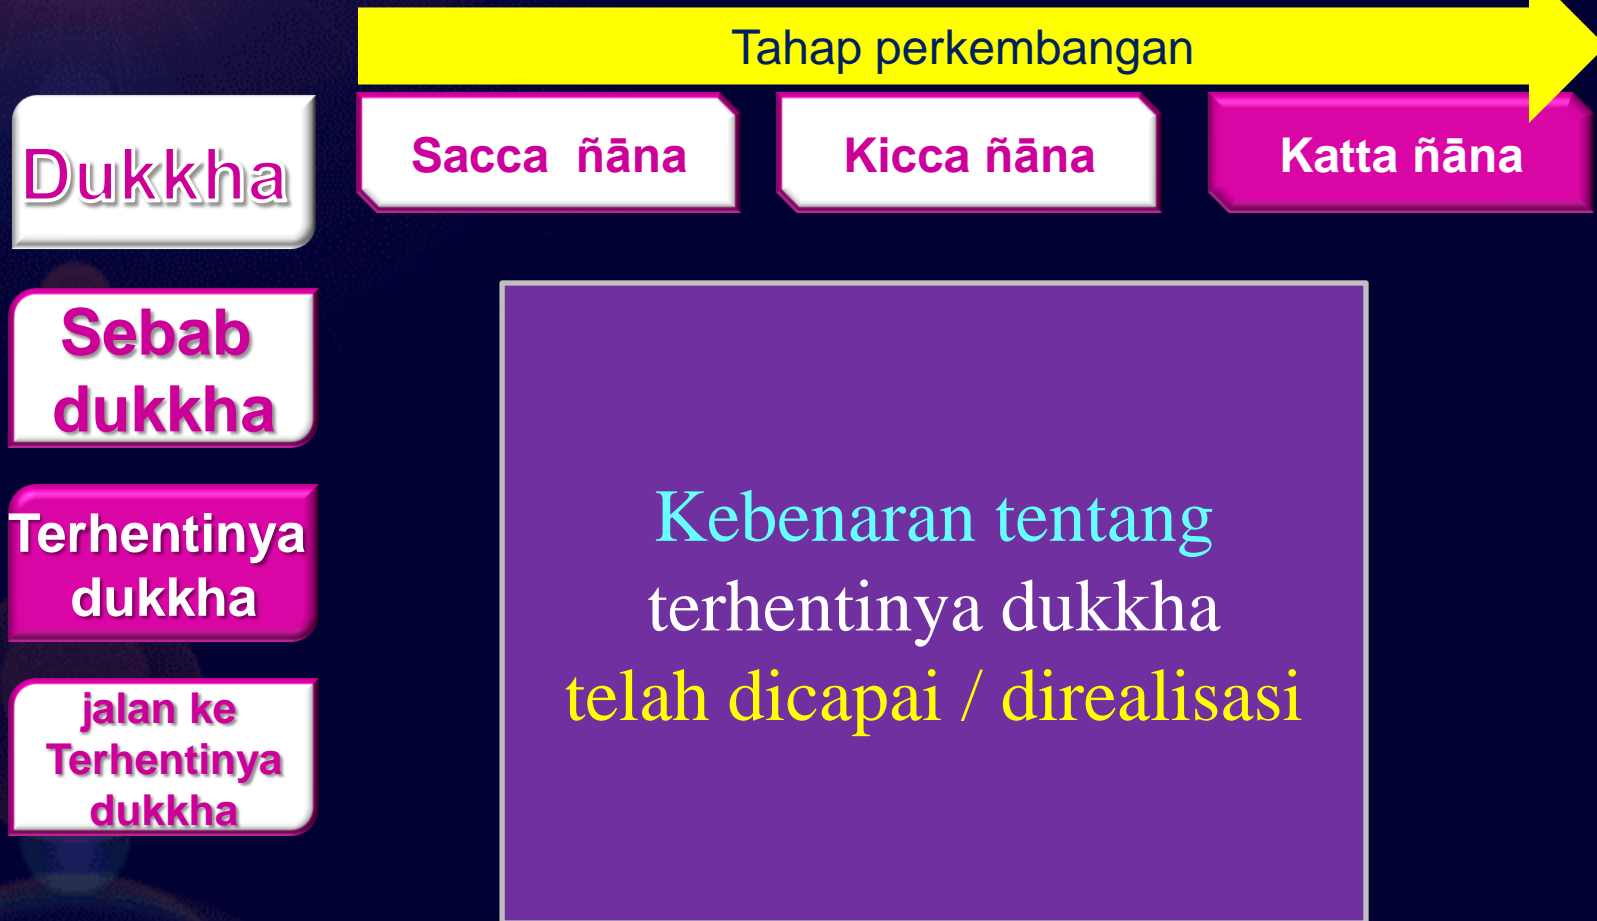 Tahap perkembangan
Sacca ñāna
Kicca ñāna
Katta ñāna
Dukkha
Sebab
dukkha
Terhentinya
dukkha
jalan ke
Terhentinya
dukkha
Kebenaran tentang
terhentinya dukkha
telah dicapai / direalisasi